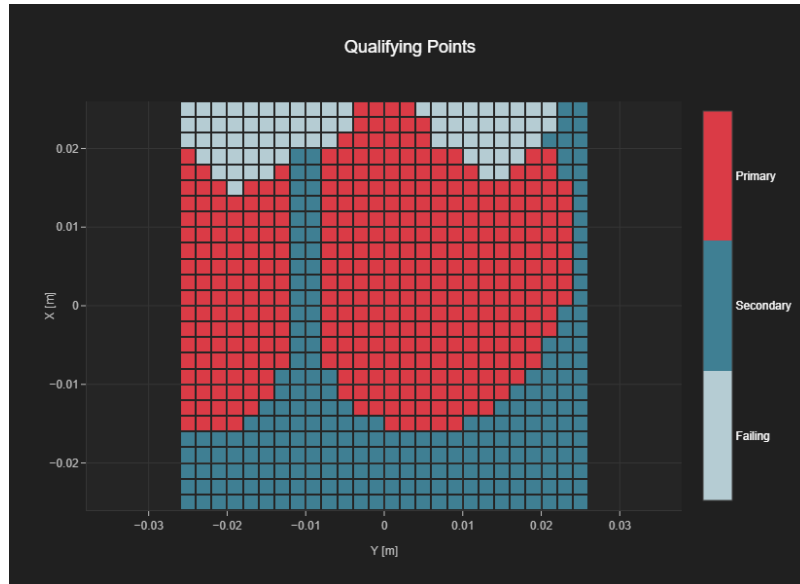 Qualifying Points
0.02
0.01
0
−0.01
−0.02
X [m]
−0.03
−0.02
−0.01
0
0.01
0.02
0.03
Y [m]
Primary
Secondary
Failing